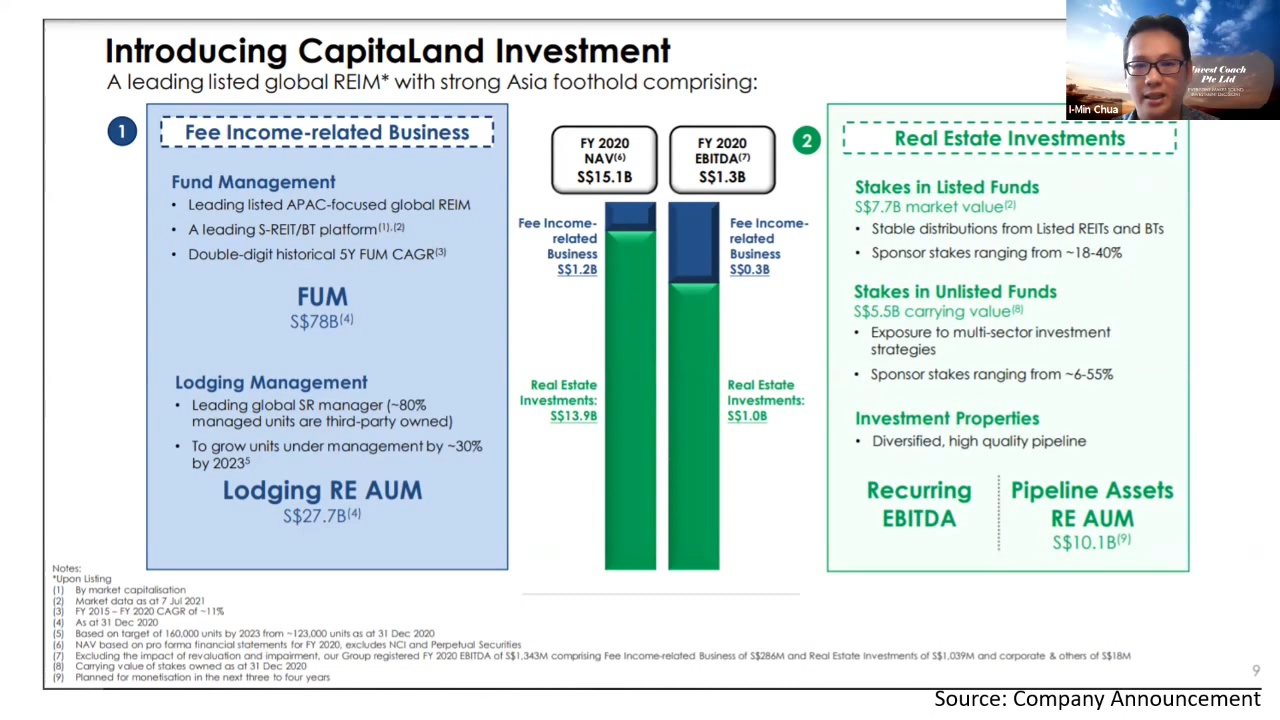 Introducing CapitaLand Investment
A leading listed global REIM* with strong Asia foothold comprising:
Invest Coach
Pte Ltd
I-Min Chua
1
Fee Income-related Business
Fund Management
• Leading listed APAC-focused global REIM
• A leading S-REIT/BT platform(1),(2)
• Double-digit historical 5Y FUM CAGR(3)
FUM
S$78B(4)
Lodging Management
• Leading global SR manager (~80%
managed units are third-party owned)
• To grow units under management by ~30%
by 2023⁵
Lodging RE AUM
S$27.7B(4)
FY 2020
NAV(6)
S$15.1B
FY 2020
EBITDA(7)
S$1.3B
Fee Income-
related
Business
S$1.2B
Fee Income-
related
Business
S$0.3B
Real Estate
Investments:
S$13.9B
Real Estate
Investments:
S$1.0B
2
Real Estate Investments
Stakes in Listed Funds
S$7.7B market value(2)
• Stable distributions from Listed REITs and BTs
• Sponsor stakes ranging from ~18-40%
Stakes in Unlisted Funds
S$5.5B carrying value(8)
• Exposure to multi-sector investment
strategies
• Sponsor stakes ranging from ~6-55%
Investment Properties
• Diversified, high quality pipeline
Recurring
EBITDA
Pipeline Assets
RE AUM
S$10.1B(9)
Notes:
*Upon Listing
(1) By market capitalisation
(2) Market data as at 7 Jul 2021
(3) FY 2015 – FY 2020 CAGR of ~11%
(4) As at 31 Dec 2020
(5) Based on target of 160,000 units by 2023 from ~123,000 units as at 31 Dec 2020
(6) NAV based on pro forma financial statements for FY 2020, excludes NCI and Perpetual Securities
(7) Excluding the impact of revaluation and impairment, our Group registered FY 2020 EBITDA of S$1,343M comprising Fee Income-related Business of S$286M and Real Estate Investments of S$1,039M and corporate & others of S$18M
(8) Carrying value of stakes owned as at 31 Dec 2020
(9) Planned for monetisation in the next three to four years
9
Source: Company Announcement